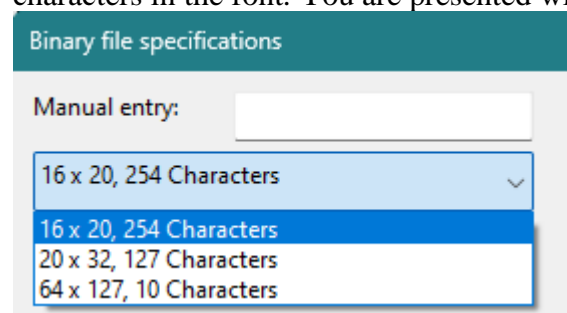 characters in the font. You are presented wi
Binary file specifications
Manual entry:
16 x 20, 254 Characters
16 x 20, 254 Characters
20 x 32, 127 Characters
64 x 127, 10 Characters